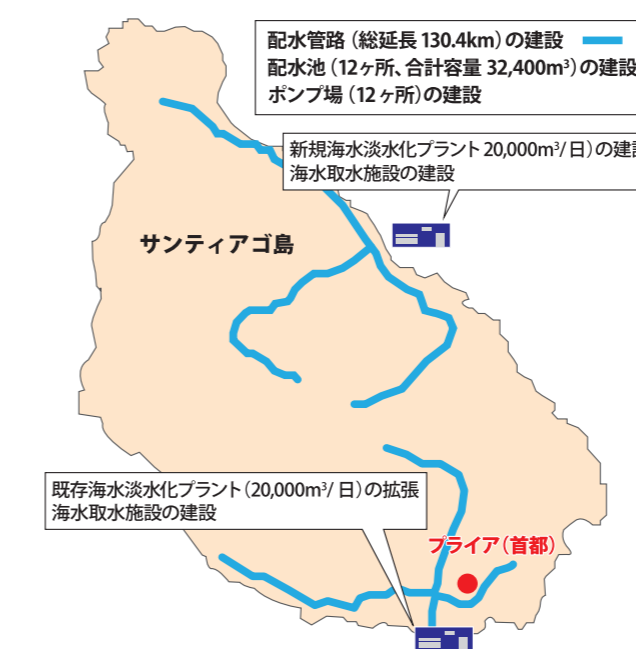 配水管路（総延長 130.4km）の建設
配水池（12ヶ所、合計容量 32,400m³）の建設
ポンプ場（12ヶ所）の建設
新規海水淡水化プラント 20,000m³/日）の建設
海水取水施設の建設
サンティアゴ島
既存海水淡水化プラント（20,000m³/日）の拡張
海水取水施設の建設
プライア（首都）